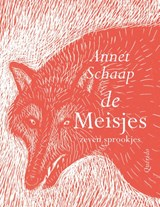 Annet
Schaap
de
Meisjes
zeven sprookjes
Querido